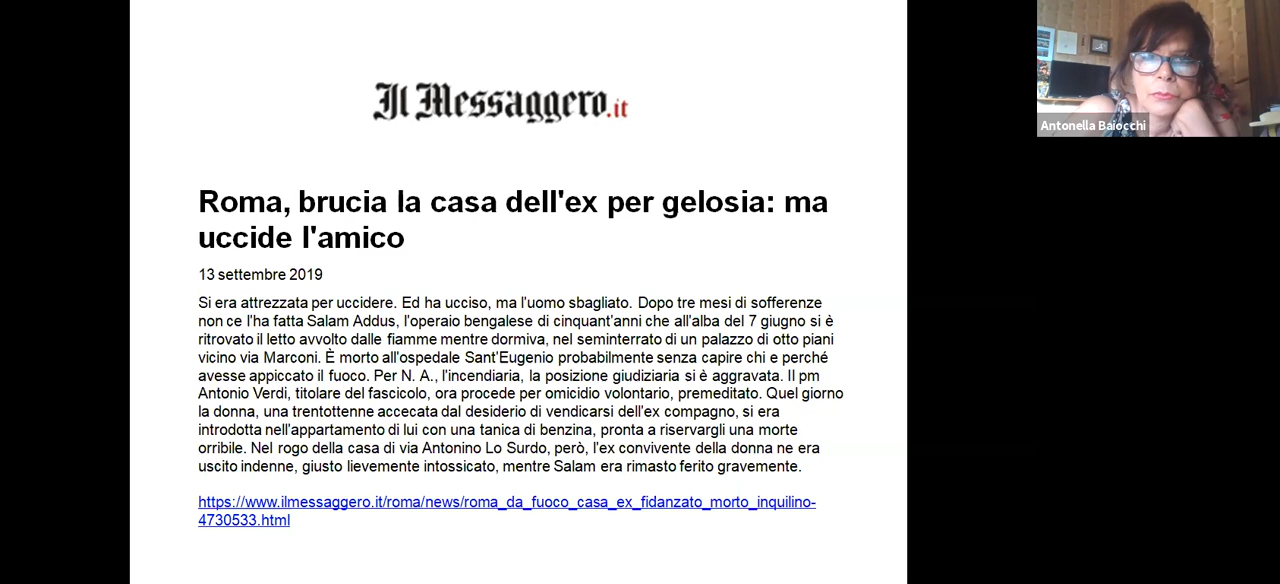 Il Messaggero.it
Roma, brucia la casa dell'ex per gelosia: ma
uccide l'amico
13 settembre 2019
Si era attrezzata per uccidere. Ed ha ucciso, ma l'uomo sbagliato. Dopo tre mesi di sofferenze
non ce l'ha fatta Salam Addus, l'operaio bengalese di cinquant'anni che all'alba del 7 giugno si è
ritrovato il letto avvolto dalle fiamme mentre dormiva, nel seminterrato di un palazzo di otto piani
vicino via Marconi. È morto all'ospedale Sant'Eugenio probabilmente senza capire chi e perché
avesse appiccato il fuoco. Per N. A., l'incendiaria, la posizione giudiziaria si è aggravata. Il pm
Antonio Verdi, titolare del fascicolo, ora procede per omicidio volontario, premeditato. Quel giorno
la donna, una trentottenne accecata dal desiderio di vendicarsi dell'ex compagno, si era
introdotta nell'appartamento di lui con una tanica di benzina, pronta a riservargli una morte
orribile. Nel rogo della casa di via Antonino Lo Surdo, però, l'ex convivente della donna ne era
uscito indenne, giusto lievemente intossicato, mentre Salam era rimasto ferito gravemente.
https://www.ilmessaggero.it/roma/news/roma_da_fuoco_casa_ex_fidanzato_morto_inquilino-
4730533.html
Antonella Baiocchi